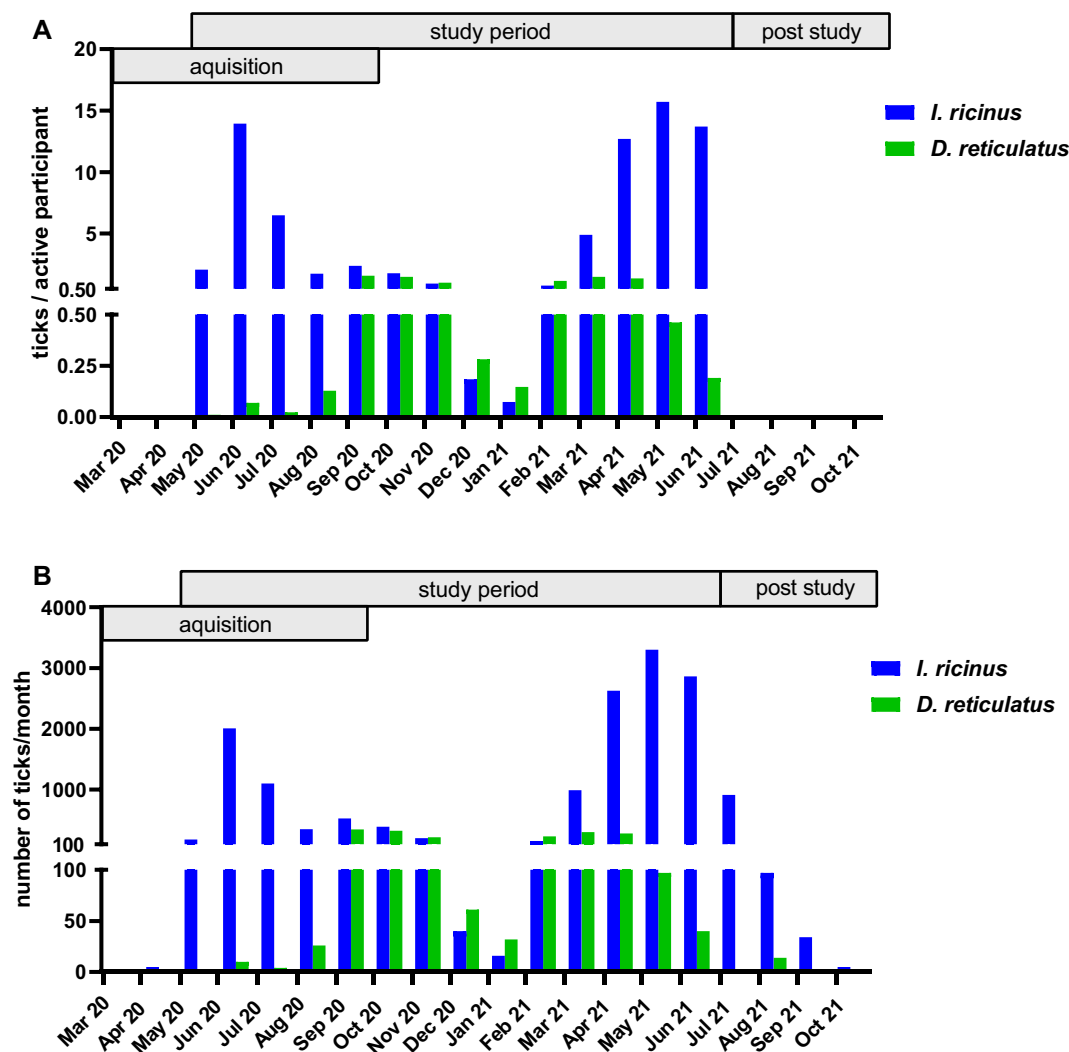 A
study period
post study
aquisition
20
15
10
5
0.50
0.50
0.25
0.00
ticks / active participant
I. ricinus
D. reticulatus
Mar 20
Apr 20
May 20
Jun 20
Jul 20
Aug 20
Sep 20
Oct 20
Nov 20
Dec 20
Jan 21
Feb 21
Mar 21
Apr 21
May 21
Jun 21
Jul 21
Aug 21
Sep 21
Oct 21
B
study period
post study
aquisition
4000
3000
2000
1000
100
100
50
0
number of ticks/month
I. ricinus
D. reticulatus
Mar 20
Apr 20
May 20
Jun 20
Jul 20
Aug 20
Sep 20
Oct 20
Nov 20
Dec 20
Jan 21
Feb 21
Mar 21
Apr 21
May 21
Jun 21
Jul 21
Aug 21
Sep 21
Oct 21